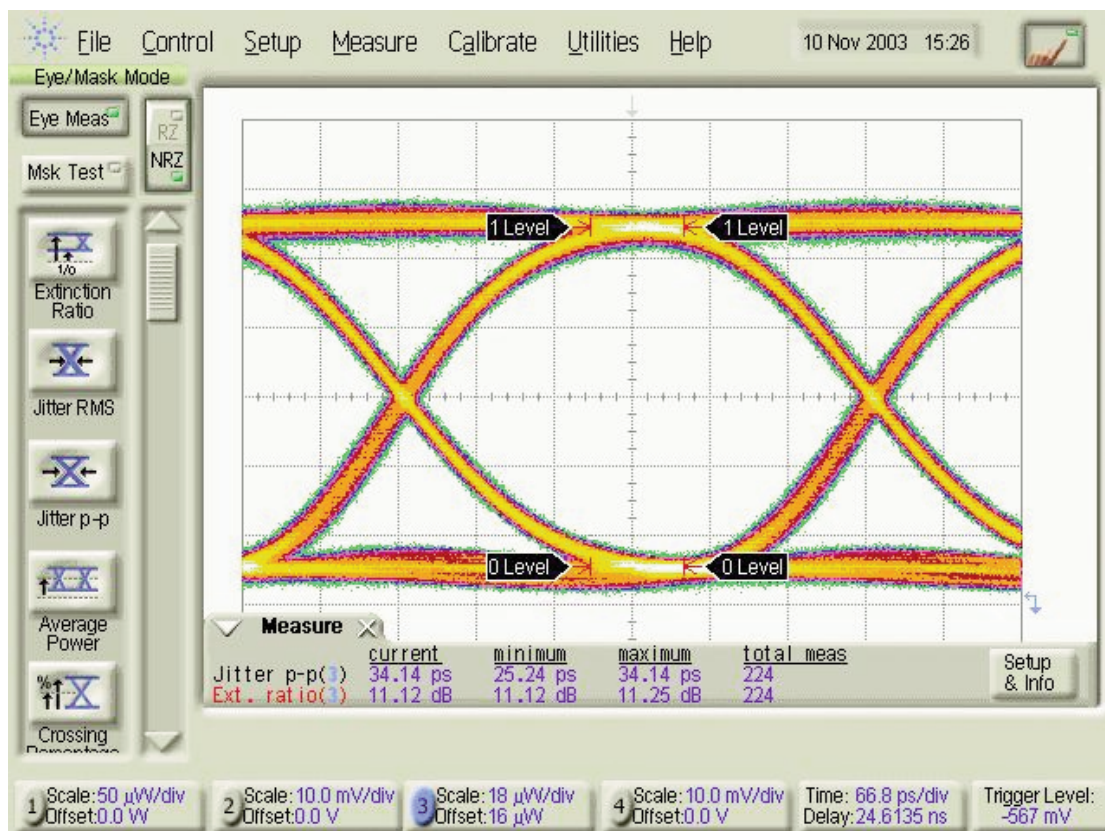 File Control Setup Measure Calibrate Utilities Help 10 Nov 2003 15:26
Eye/Mask Mode
Eye Meas
RZ
NRZ
Msk Test
1/0
Extinction
Ratio
Jitter RMS
Jitter p-p
Average
Power
%
Crossing
Percentage
1 Level 1 Level
0 Level 0 Level
Measure
current minimum maximum total meas
Jitter p-p(3) 34.14 ps 25.24 ps 34.14 ps 224
Ext. ratio(3) 11.12 dB 11.12 dB 11.25 dB 224
Setup
& Info
1 Scale:50 µW/div
Offset:0.0 W
2 Scale:10.0 mV/div
Offset:0.0 V
3 Scale:18 µW/div
Offset:16 µW
4 Scale:10.0 mV/div
Offset:0.0 V
Time: 66.8 ps/div
Delay:24.6135 ns
Trigger Level:
-567 mV